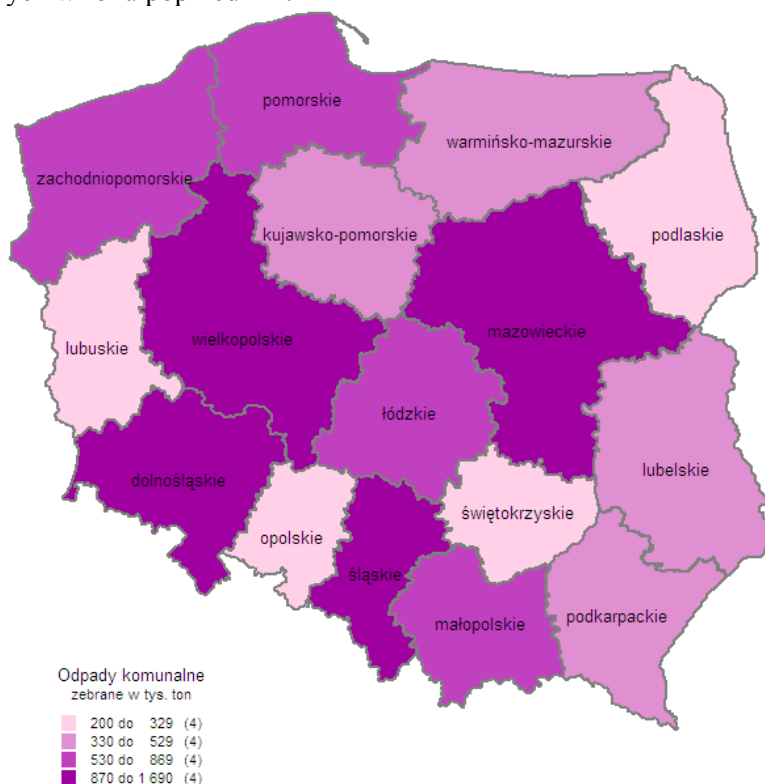 pomorskie
warmińsko-mazurskie
zachodniopomorskie
kujawsko-pomorskie
podlaskie
wielkopolskie
mazowieckie
lubuskie
łódzkie
lubelskie
dolnośląskie
świętokrzyskie
opolskie
śląskie
małopolskie
podkarpackie
Odpady komunalne
zebrane w tys. ton
200 do 329 (4)
330 do 529 (4)
530 do 869 (4)
870 do 1 690 (4)